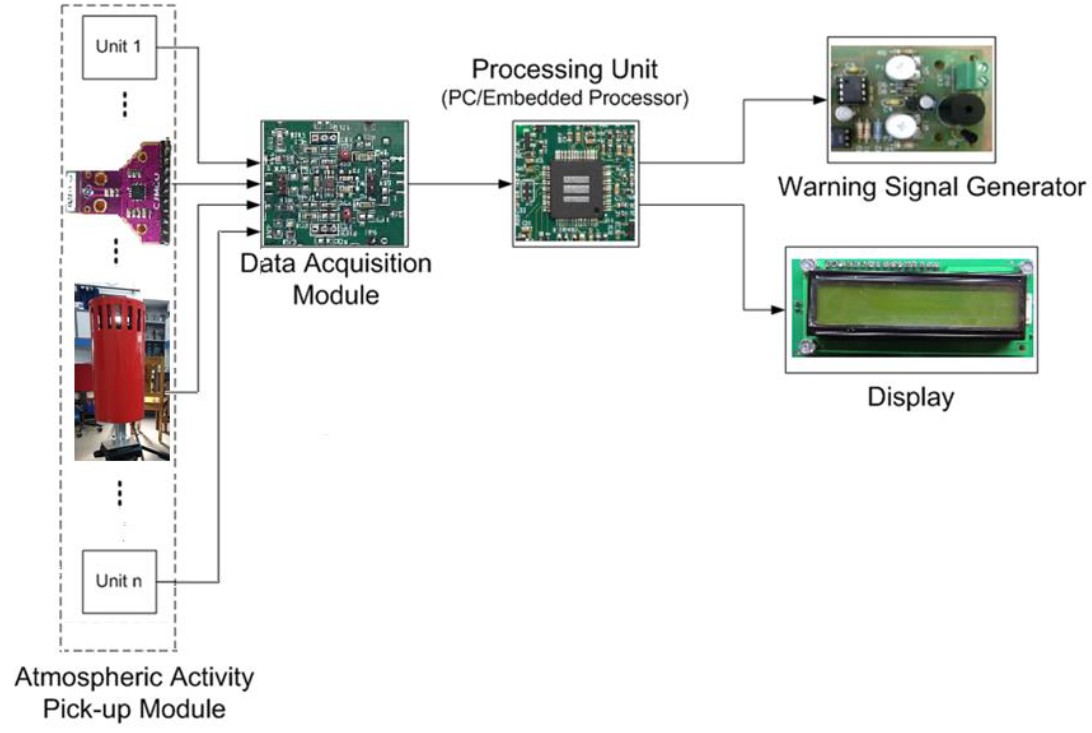 Unit 1
Processing Unit
(PC/Embedded Processor)
Warning Signal Generator
Data Acquisition
Module
Display
Unit n
Atmospheric Activity
Pick-up Module